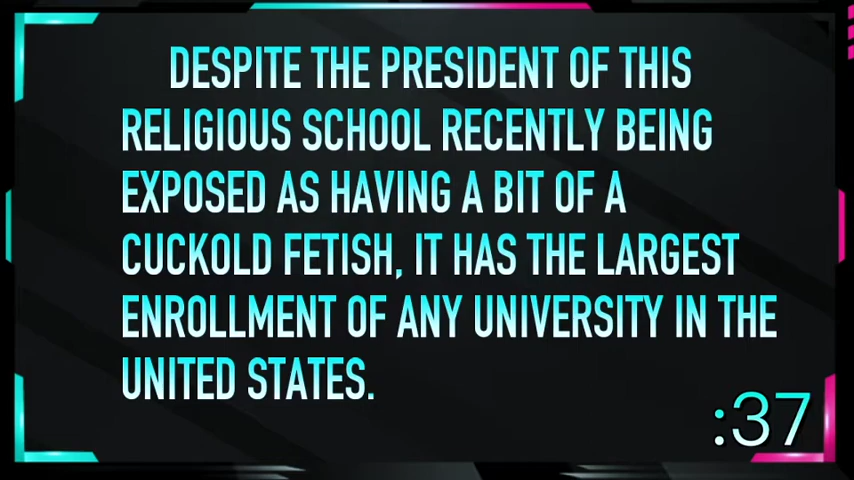 DESPITE THE PRESIDENT OF THIS
RELIGIOUS SCHOOL RECENTLY BEING
EXPOSED AS HAVING A BIT OF A
CUCKOLD FETISH, IT HAS THE LARGEST
ENROLLMENT OF ANY UNIVERSITY IN THE
UNITED STATES.
:37